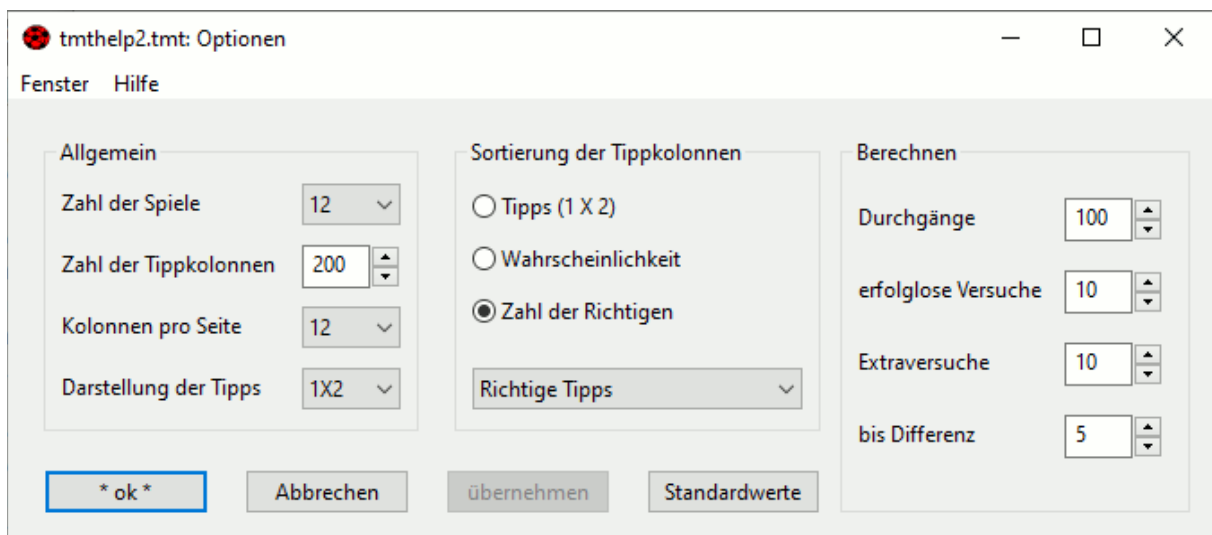 tmthelp2.tmt: Optionen
Fenster Hilfe
Allgemein
Zahl der Spiele 12
Zahl der Tippkolonnen 200
Kolonnen pro Seite 12
Darstellung der Tipps 1X2
Sortierung der Tippkolonnen
Tipps (1 X 2)
Wahrscheinlichkeit
Zahl der Richtigen
Richtige Tipps
Berechnen
Durchgänge 100
erfolglose Versuche 10
Extraversuche 10
bis Differenz 5
* ok * Abbrechen übernehmen Standardwerte